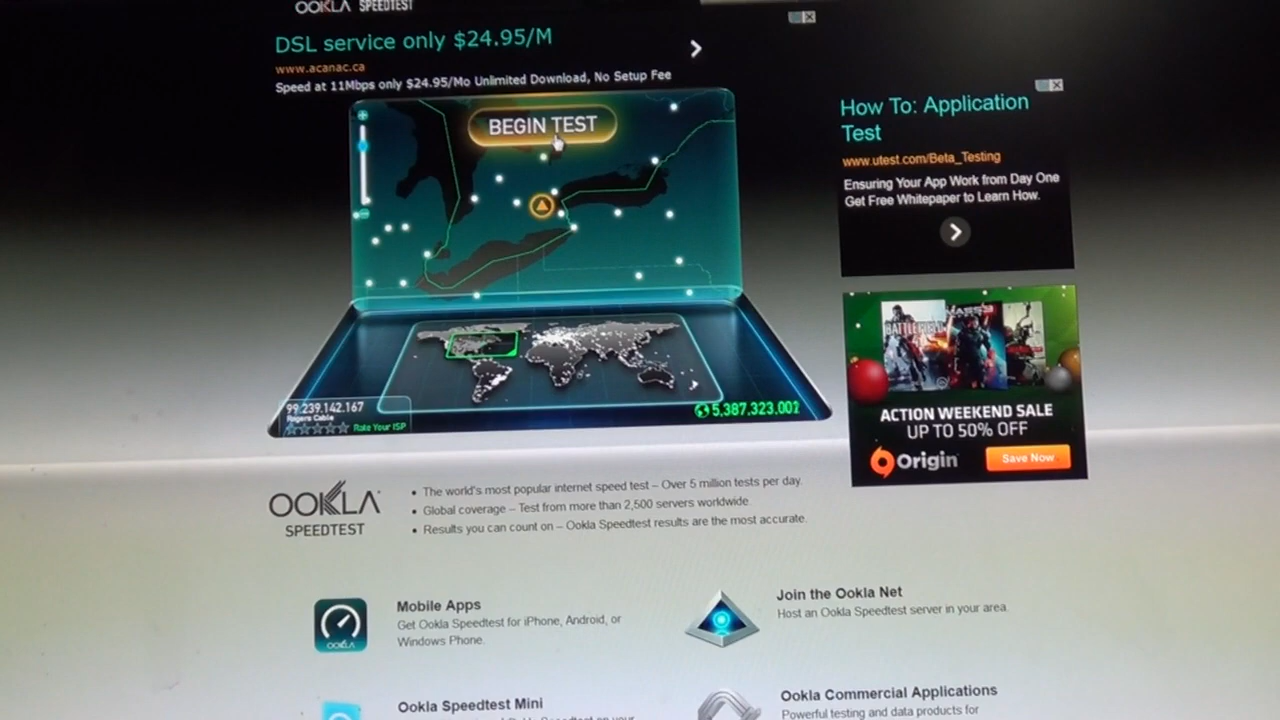 OOKLA SPEEDTEST
DSL service only $24.95/M
www.acanac.ca
Speed at 11Mbps only $24.95/Mo Unlimited Download, No Setup Fee
BEGIN TEST
How To: Application
Test
www.utest.com/Beta_Testing
Ensuring Your App Work from Day One
Get Free Whitepaper to Learn How.
99.239.142.167
Rogers Cable
Rate Your ISP
5,387,323,001
BATTLEFIELD
ACTION WEEKEND SALE
UP TO 50% OFF
Origin
Save Now
OOKLA
SPEEDTEST
• The world's most popular internet speed test – Over 5 million tests per day.
• Global coverage – Test from more than 2,500 servers worldwide.
• Results you can count on – Ookla Speedtest results are the most accurate.
OOKLA
Mobile Apps
Get Ookla Speedtest for iPhone, Android, or
Windows Phone.
Join the Ookla Net
Host an Ookla Speedtest server in your area.
Ookla Speedtest Mini
Ookla Commercial Applications
Powerful testing and data products for